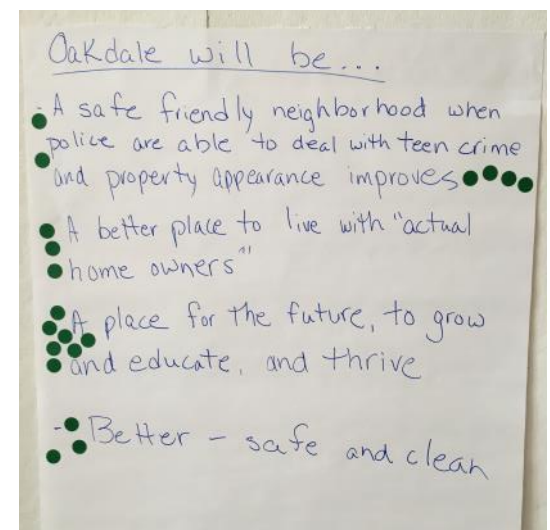 Oakdale will be...
- A safe friendly neighborhood when
police are able to deal with teen crime
and property appearance improves
A better place to live with "actual
home owners"
A place for the future, to grow
and educate, and thrive
- Better - safe and clean